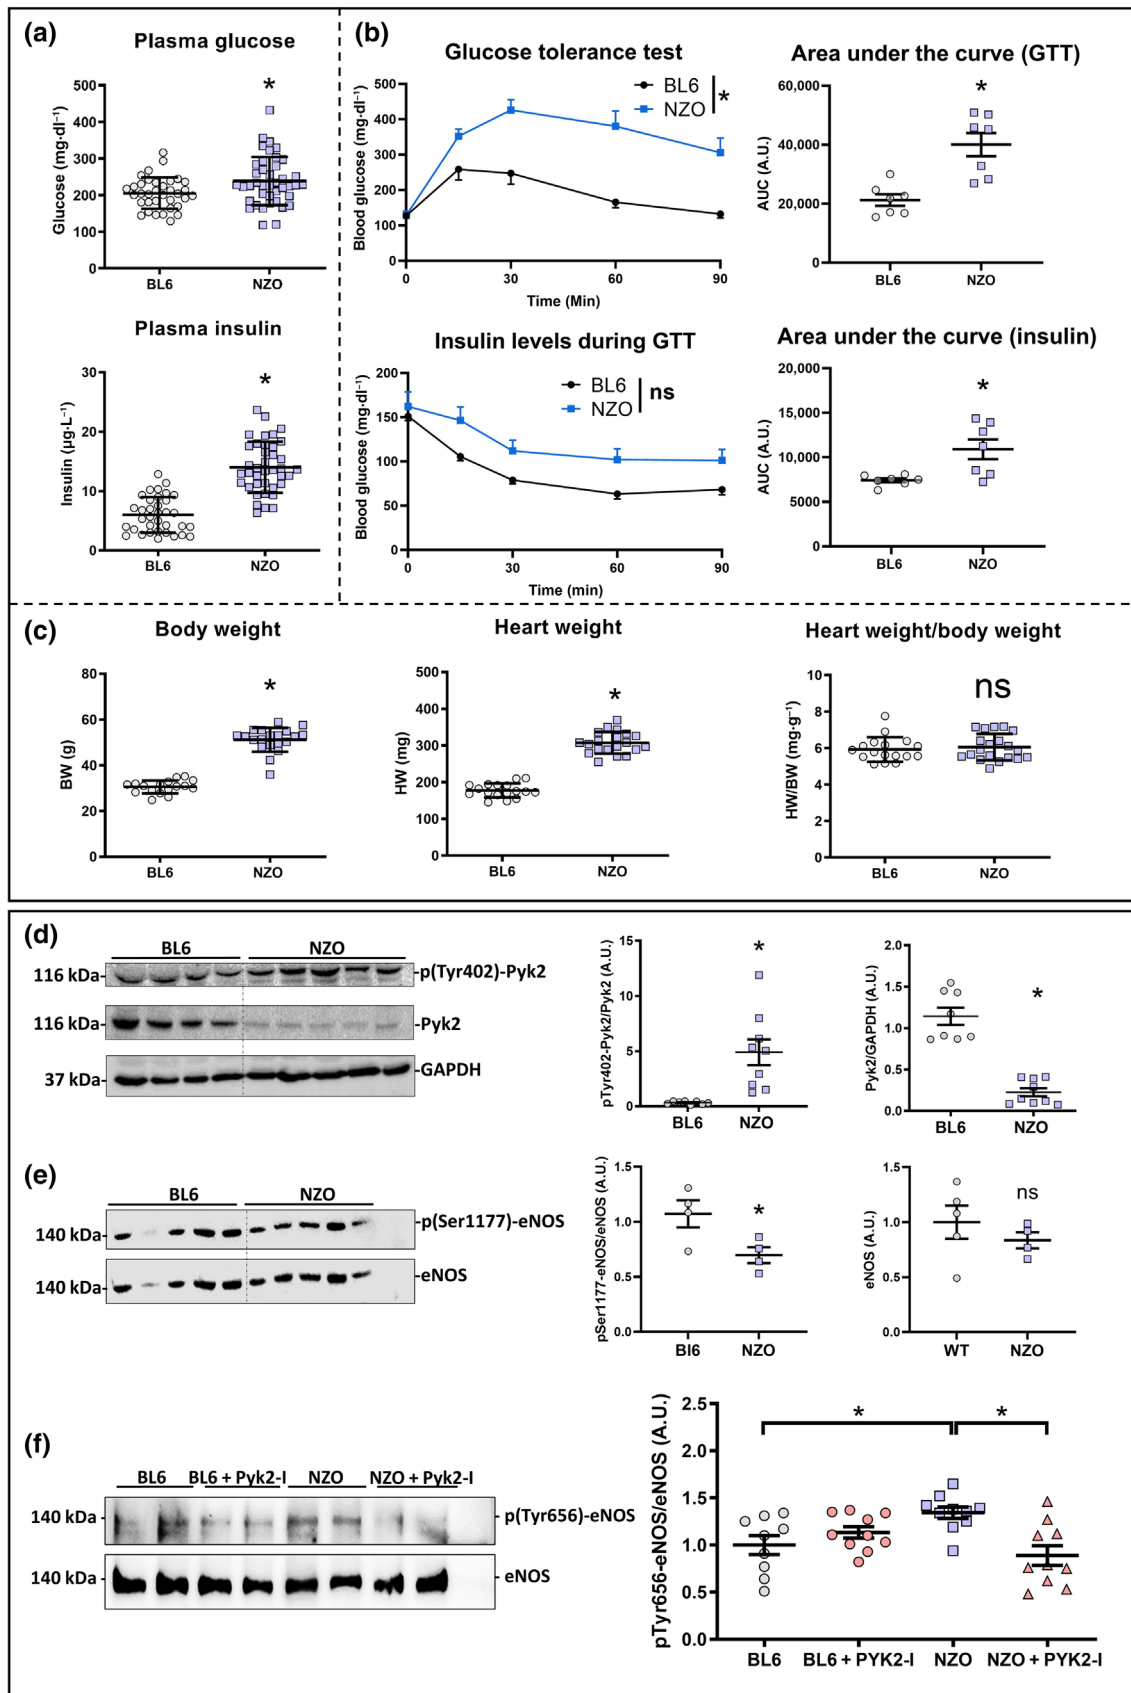 (a)
Plasma glucose
*
Glucose (mg·dl⁻¹)
500
400
300
200
100
0
BL6 NZO
Plasma insulin
*
Insulin (µg·L⁻¹)
30
20
10
0
BL6 NZO
(b)
Glucose tolerance test
BL6
NZO
*
Blood glucose (mg·dl⁻¹)
500
400
300
200
100
0
0 30 60 90
Time (Min)
Area under the curve (GTT)
*
AUC (A.U.)
60,000
40,000
20,000
0
BL6 NZO
Insulin levels during GTT
BL6
NZO
ns
Blood glucose (mg·dl⁻¹)
200
150
100
50
0
0 30 60 90
Time (min)
Area under the curve (insulin)
*
AUC (A.U.)
20,000
15,000
10,000
5000
0
BL6 NZO
(c)
Body weight
*
BW (g)
80
60
40
20
0
BL6 NZO
Heart weight
*
HW (mg)
500
400
300
200
100
0
BL6 NZO
Heart weight/body weight
ns
HW/BW (mg·g⁻¹)
10
8
6
4
2
0
BL6 NZO
(d)
BL6 NZO
116 kDa- -p(Tyr402)-Pyk2
116 kDa- -Pyk2
37 kDa- -GAPDH
pTyr402-Pyk2/Pyk2 (A.U.)
15
10
5
0
*
BL6 NZO
Pyk2/GAPDH (A.U.)
2.0
1.5
1.0
0.5
0.0
*
BL6 NZO
(e)
BL6 NZO
140 kDa- -p(Ser1177)-eNOS
140 kDa- -eNOS
pSer1177-eNOS/eNOS (A.U.)
1.5
1.0
0.5
0.0
*
Bl6 NZO
eNOS (A.U.)
1.5
1.0
0.5
0.0
ns
WT NZO
(f)
BL6 BL6 + Pyk2-I NZO NZO + Pyk2-I
140 kDa- -p(Tyr656)-eNOS
140 kDa- -eNOS
pTyr656-eNOS/eNOS (A.U.)
2.5
2.0
1.5
1.0
0.5
0.0
* *
BL6 BL6 + PYK2-I NZO NZO + PYK2-I